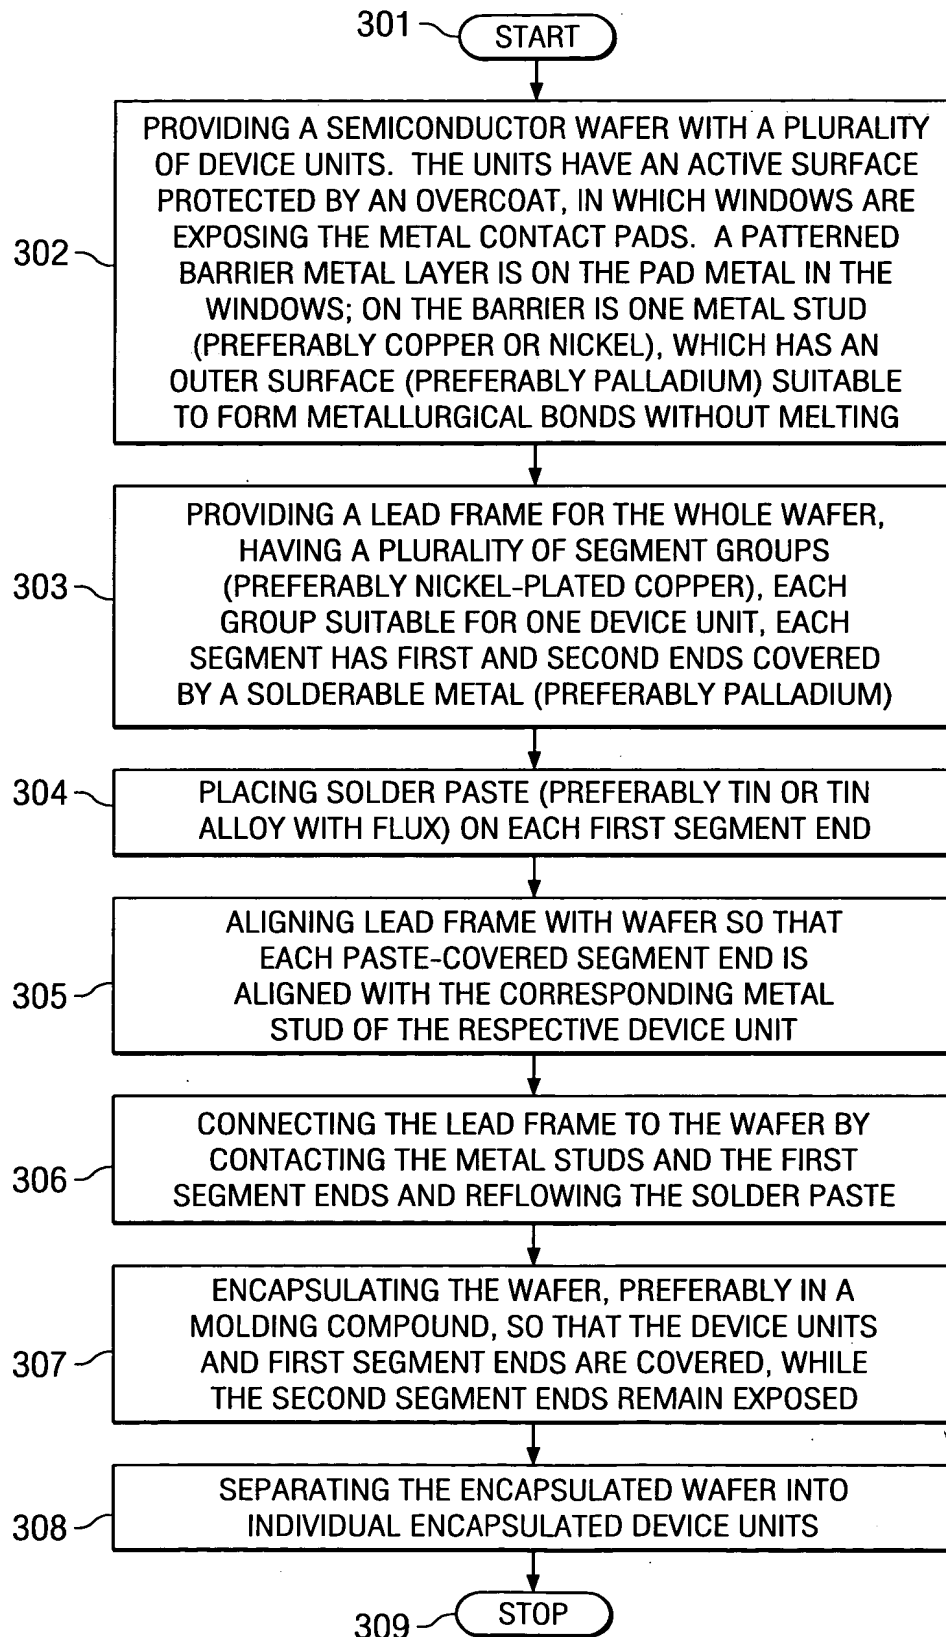 301
START
PROVIDING A SEMICONDUCTOR WAFER WITH A PLURALITY
OF DEVICE UNITS. THE UNITS HAVE AN ACTIVE SURFACE
PROTECTED BY AN OVERCOAT, IN WHICH WINDOWS ARE
EXPOSING THE METAL CONTACT PADS. A PATTERNED
BARRIER METAL LAYER IS ON THE PAD METAL IN THE
WINDOWS; ON THE BARRIER IS ONE METAL STUD
(PREFERABLY COPPER OR NICKEL), WHICH HAS AN
OUTER SURFACE (PREFERABLY PALLADIUM) SUITABLE
TO FORM METALLURGICAL BONDS WITHOUT MELTING
302
PROVIDING A LEAD FRAME FOR THE WHOLE WAFER,
HAVING A PLURALITY OF SEGMENT GROUPS
(PREFERABLY NICKEL-PLATED COPPER), EACH
GROUP SUITABLE FOR ONE DEVICE UNIT, EACH
SEGMENT HAS FIRST AND SECOND ENDS COVERED
BY A SOLDERABLE METAL (PREFERABLY PALLADIUM)
303
PLACING SOLDER PASTE (PREFERABLY TIN OR TIN
ALLOY WITH FLUX) ON EACH FIRST SEGMENT END
304
ALIGNING LEAD FRAME WITH WAFER SO THAT
EACH PASTE-COVERED SEGMENT END IS
ALIGNED WITH THE CORRESPONDING METAL
STUD OF THE RESPECTIVE DEVICE UNIT
305
CONNECTING THE LEAD FRAME TO THE WAFER BY
CONTACTING THE METAL STUDS AND THE FIRST
SEGMENT ENDS AND REFLOWING THE SOLDER PASTE
306
ENCAPSULATING THE WAFER, PREFERABLY IN A
MOLDING COMPOUND, SO THAT THE DEVICE UNITS
AND FIRST SEGMENT ENDS ARE COVERED, WHILE
THE SECOND SEGMENT ENDS REMAIN EXPOSED
307
SEPARATING THE ENCAPSULATED WAFER INTO
INDIVIDUAL ENCAPSULATED DEVICE UNITS
308
STOP
309